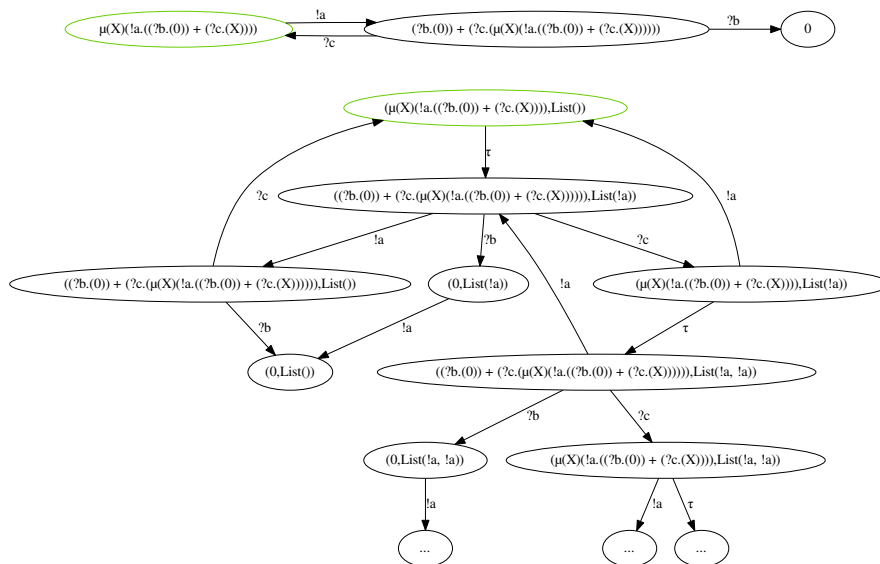 !a
μ(X)(!a.((?b.(0)) + (?c.(X)))) (?b.(0)) + (?c.(μ(X)(!a.((?b.(0)) + (?c.(X)))))) ?b 0
?c
(μ(X)(!a.((?b.(0)) + (?c.(X)))),List())
τ
((?b.(0)) + (?c.(μ(X)(!a.((?b.(0)) + (?c.(X)))))),List(!a))
?c !a
!a ?b ?c
((?b.(0)) + (?c.(μ(X)(!a.((?b.(0)) + (?c.(X)))))),List()) (0,List(!a)) !a (μ(X)(!a.((?b.(0)) + (?c.(X)))),List(!a))
?b !a τ
(0,List()) ((?b.(0)) + (?c.(μ(X)(!a.((?b.(0)) + (?c.(X)))))),List(!a, !a))
?b ?c
(0,List(!a, !a)) (μ(X)(!a.((?b.(0)) + (?c.(X)))),List(!a, !a))
!a !a τ
... ... ...